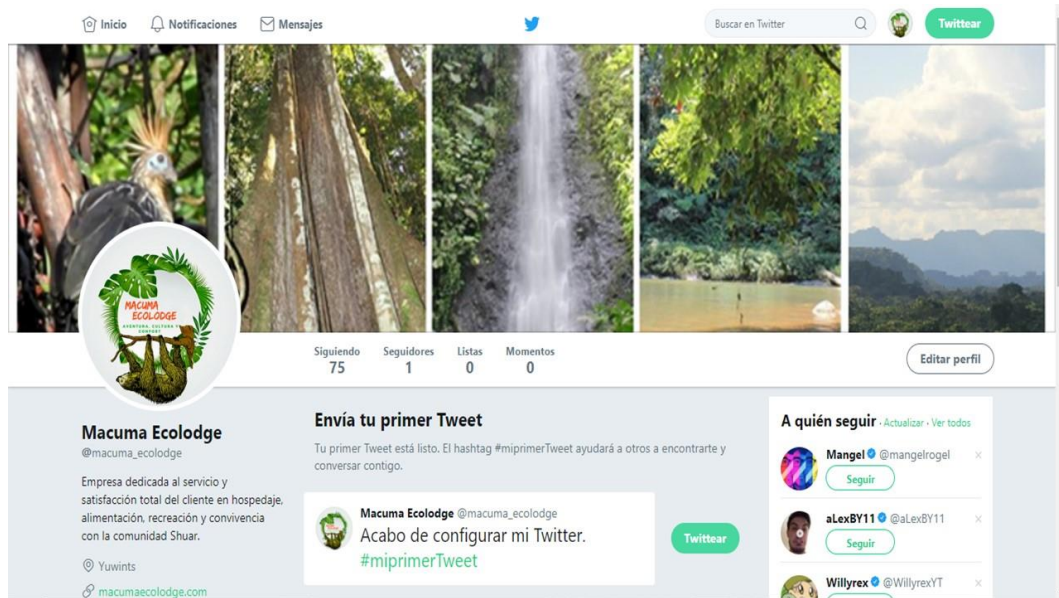 Inicio Notificaciones Mensajes Buscar en Twitter Twittear
MACUMA
ECOLODGE
AVENTURA, CULTURA Y
CONFORT
Siguiendo Seguidores Listas Momentos
75 1 0 0
Editar perfil
Macuma Ecolodge
@macuma_ecolodge
Empresa dedicada al servicio y
satisfacción total del cliente en hospedaje,
alimentación, recreación y convivencia
con la comunidad Shuar.
Yuwints
macumaecolodge.com
Envía tu primer Tweet
Tu primer Tweet está listo. El hashtag #miprimerTweet ayudará a otros a encontrarte y
conversar contigo.
Macuma Ecolodge @macuma_ecolodge
Acabo de configurar mi Twitter.
#miprimerTweet
Twittear
A quién seguir · Actualizar · Ver todos
Mangel @mangelrogel
Seguir
aLexBY11 @aLexBY11
Seguir
Willyrex @WillyrexYT